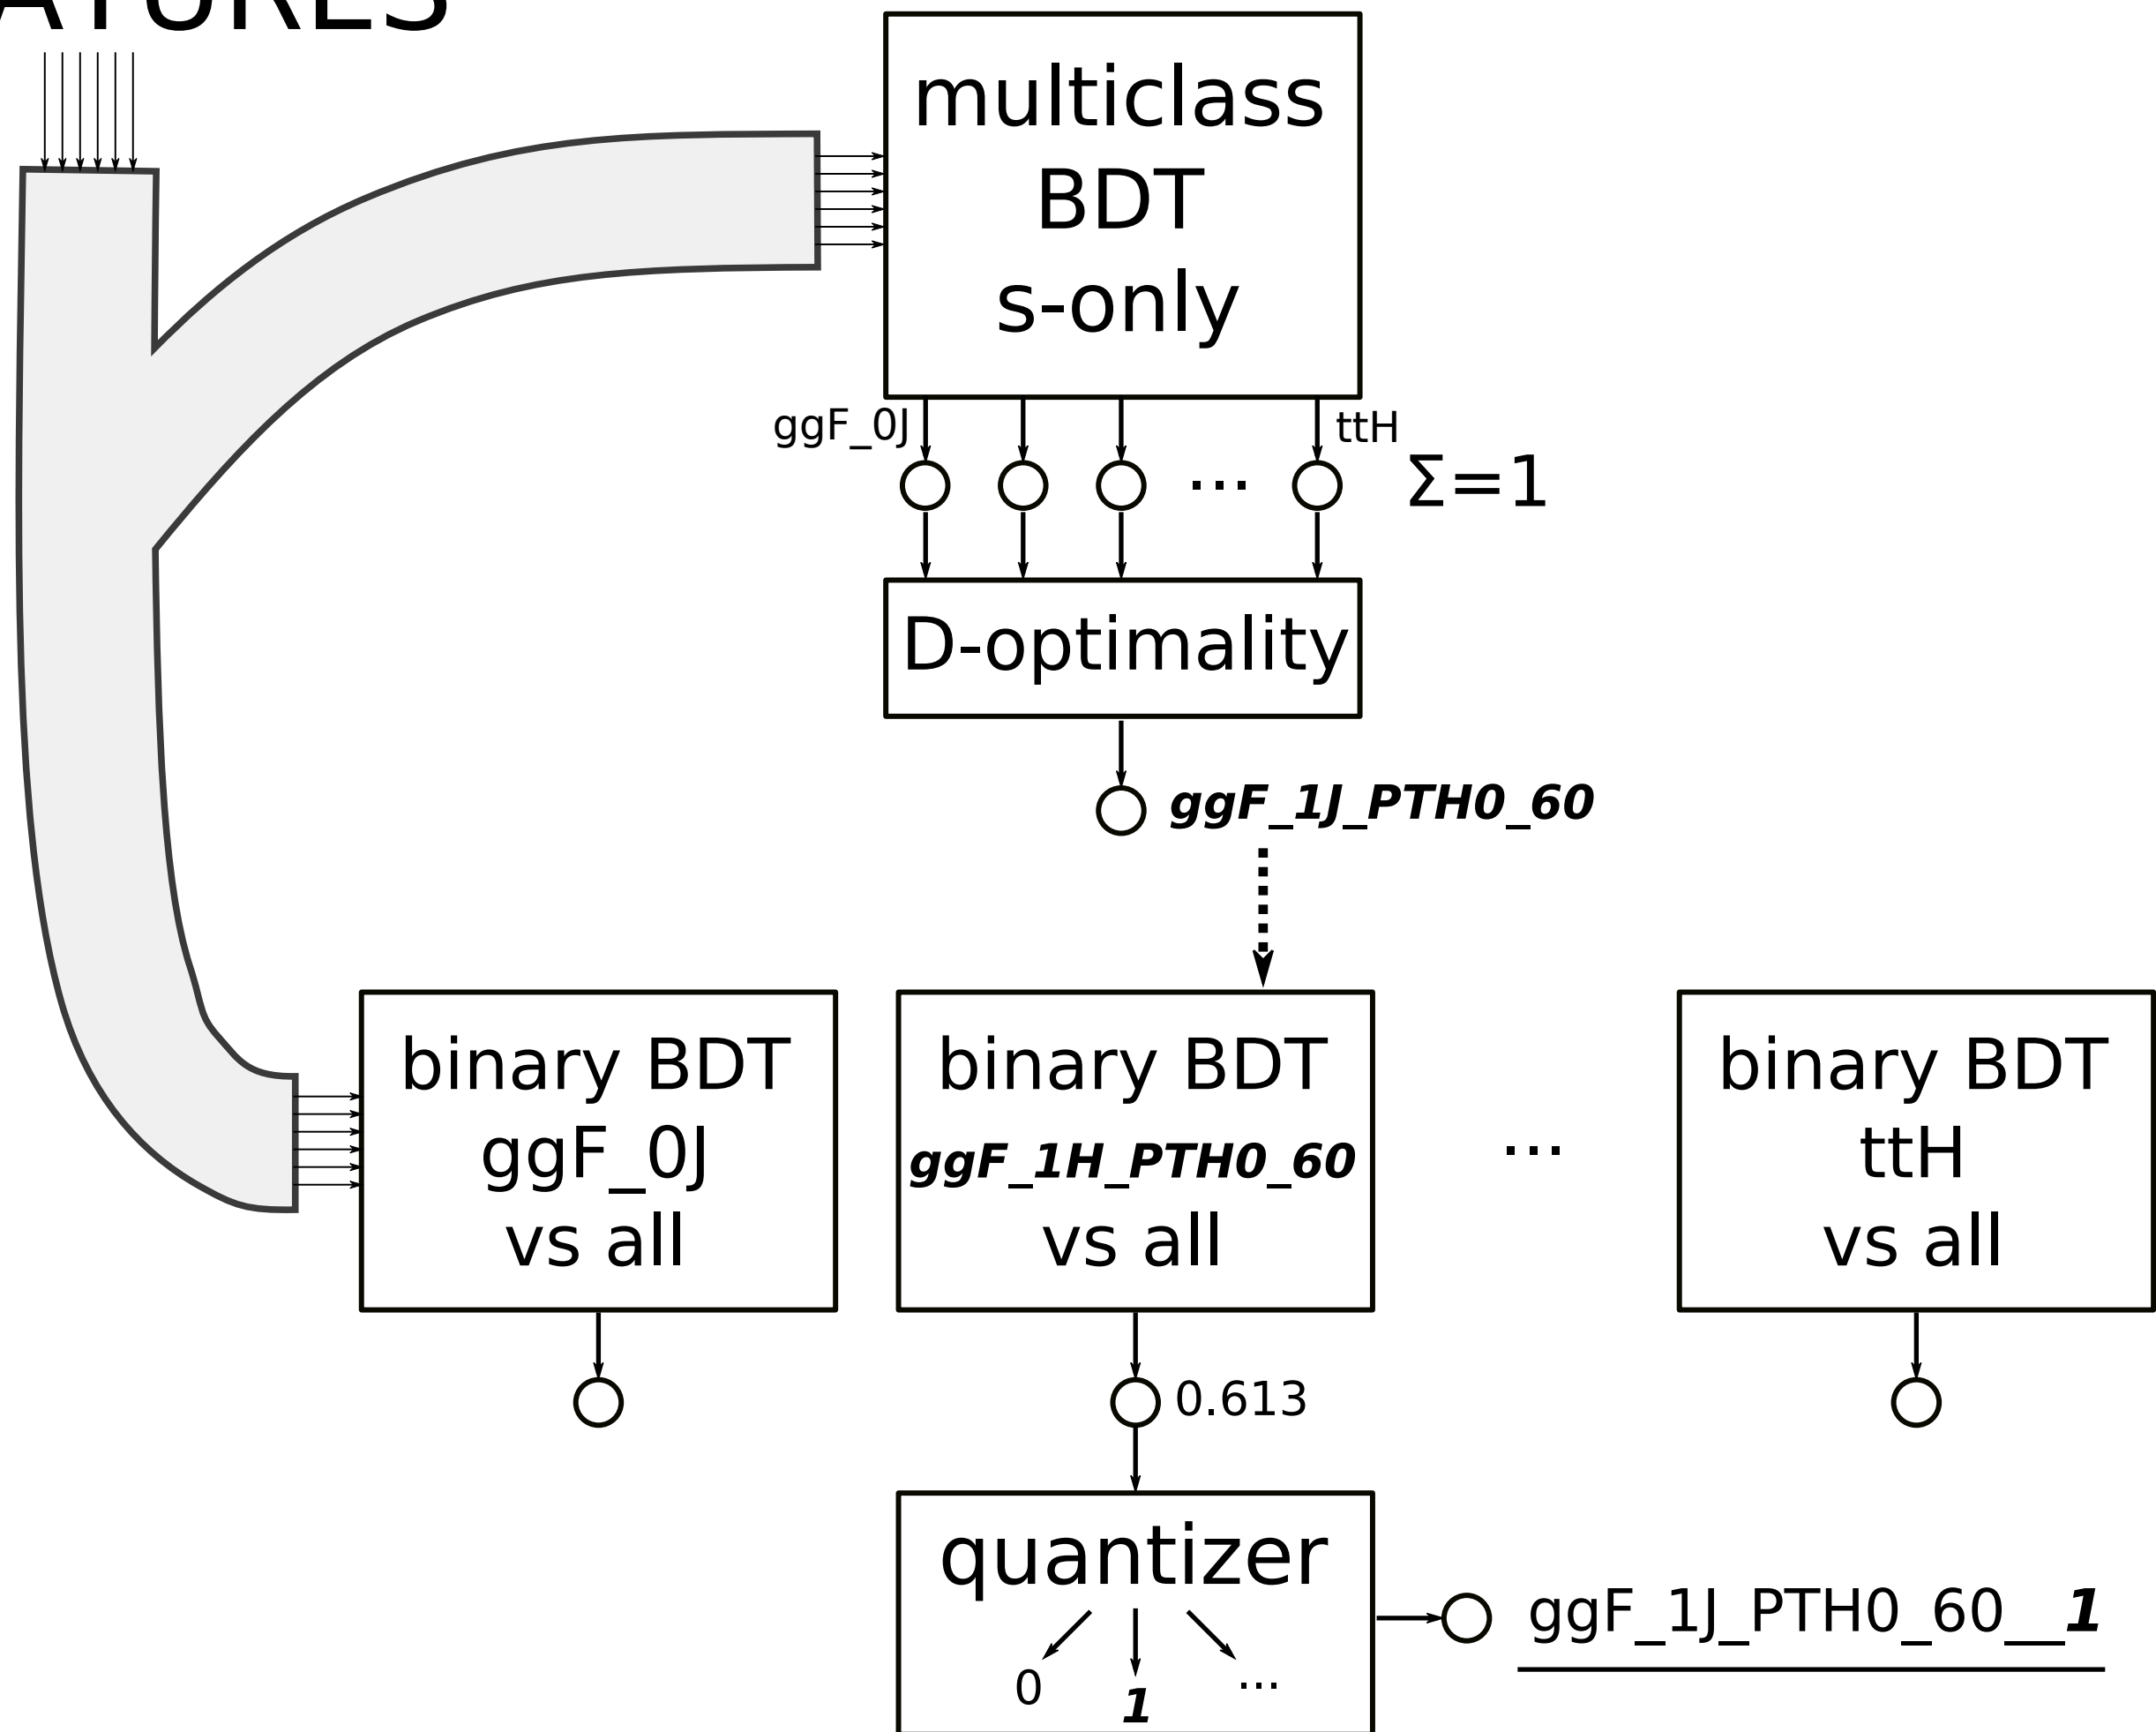 ATURES
multiclass
BDT
s-only
ggF_0J
ttH
...
Σ=1
D-optimality
ggF_1J_PTH0_60
binary BDT
ggF_0J
vs all
binary BDT
ggF_1H_PTH0_60
vs all
...
binary BDT
ttH
vs all
0.613
quantizer
0
1
...
ggF_1J_PTH0_60__1